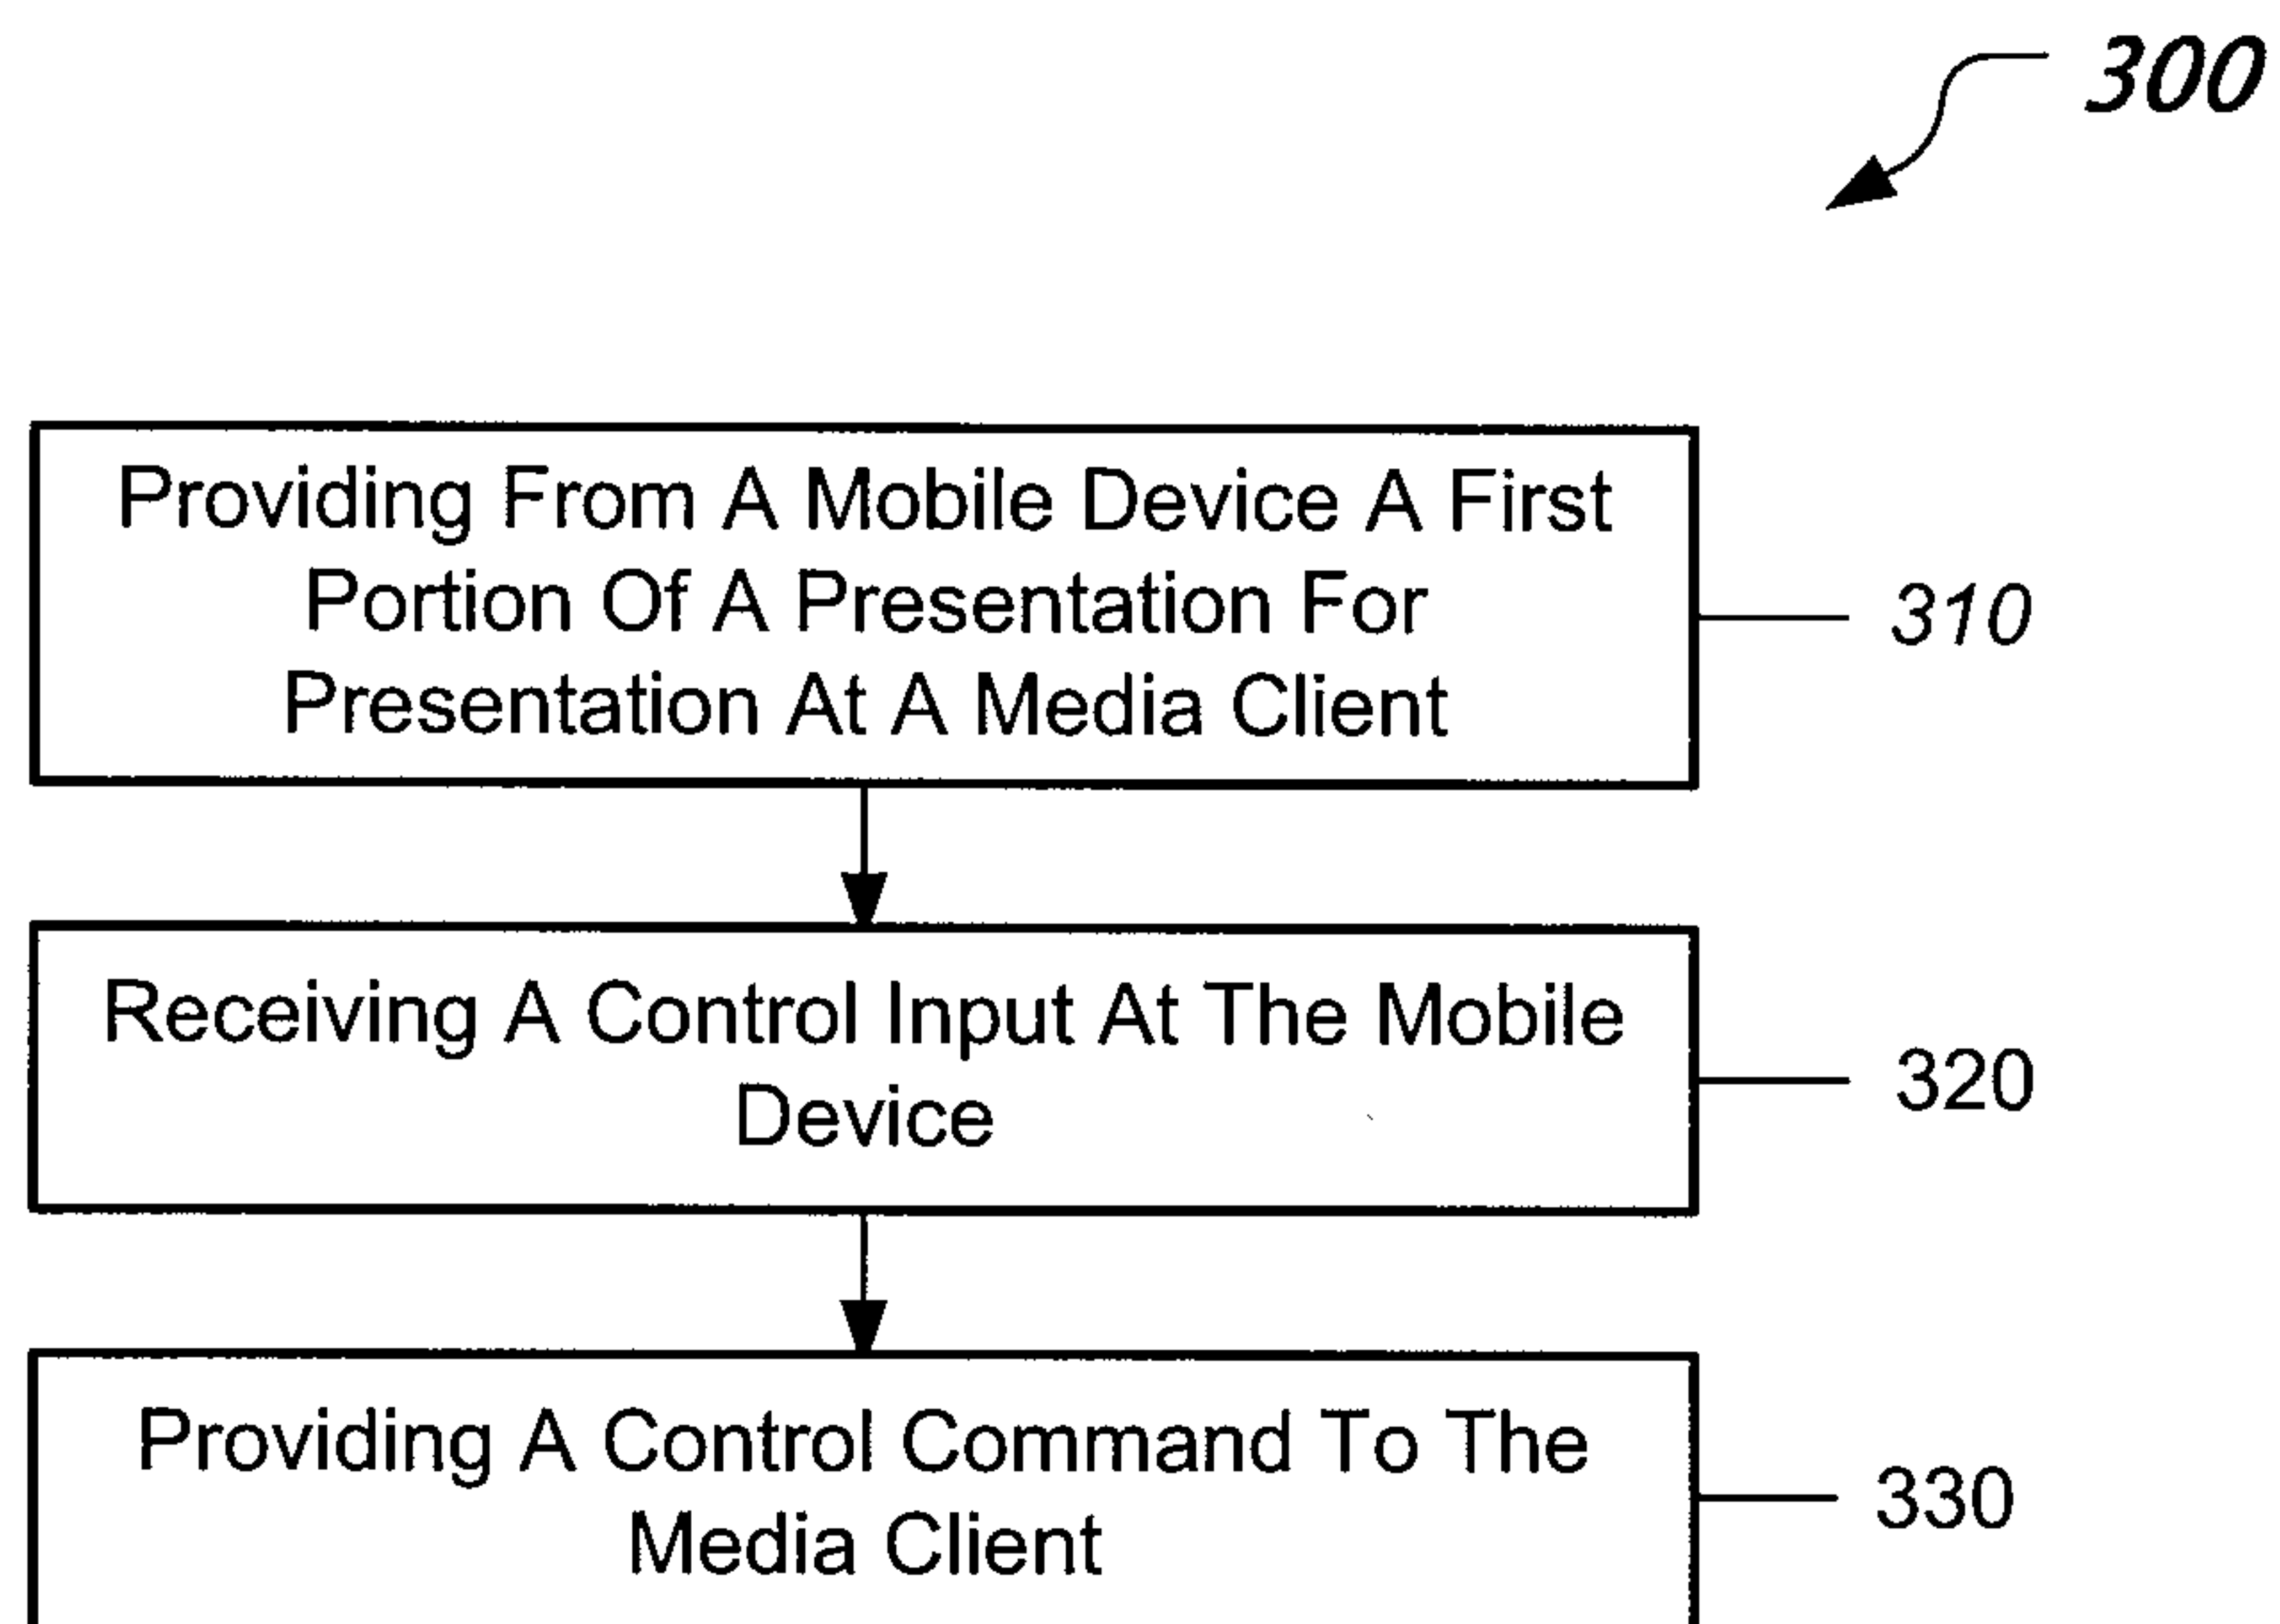 300
Providing From A Mobile Device A First
Portion Of A Presentation For
Presentation At A Media Client
310
Receiving A Control Input At The Mobile
Device
320
Providing A Control Command To The
Media Client
330